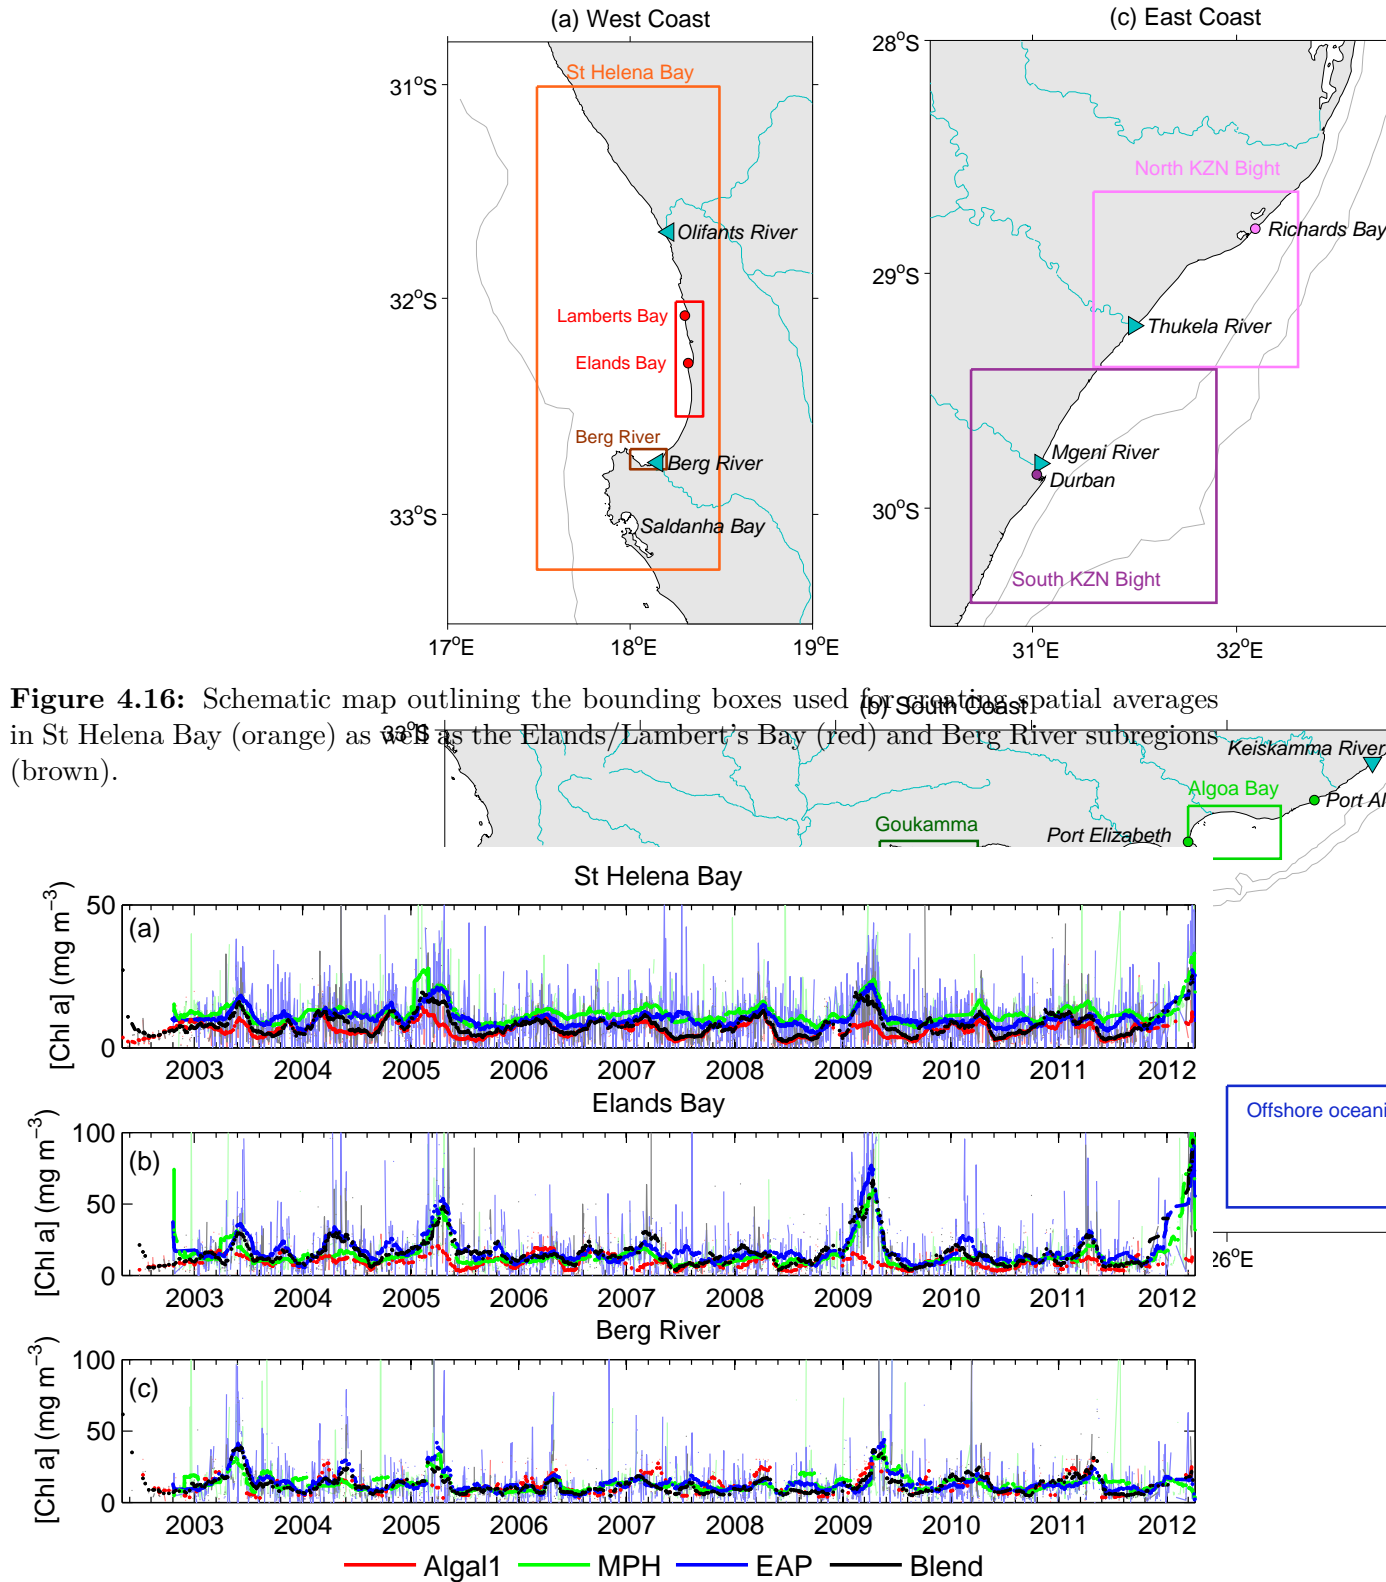 (a) West Coast
(c) East Coast
28°S
St Helena Bay
31°S
North KZN Bight
Olifants River
Richards Bay
29°S
32°S
Lamberts Bay
Thukela River
Elands Bay
Berg River
Mgeni River
Berg River
Durban
30°S
33°S
Saldanha Bay
South KZN Bight
17°E
18°E
19°E
31°E
32°E
Figure 4.16: Schematic map outlining the bounding boxes used for creating spatial averages
(b) South Coast
in St Helena Bay (orange) as well as the Elands/Lambert's Bay (red) and Berg River subregions
33°S
(brown).
Keiskamma River
Algoa Bay
Port Al
Goukamma
Port Elizabeth
St Helena Bay
[Chl a] (mg m−3)
50
0
(a)
2003 2004 2005 2006 2007 2008 2009 2010 2011 2012
Elands Bay
[Chl a] (mg m−3)
100
50
0
(b)
2003 2004 2005 2006 2007 2008 2009 2010 2011 2012
Offshore oceani
26°E
Berg River
[Chl a] (mg m−3)
100
50
0
(c)
2003 2004 2005 2006 2007 2008 2009 2010 2011 2012
Algal1 MPH EAP Blend